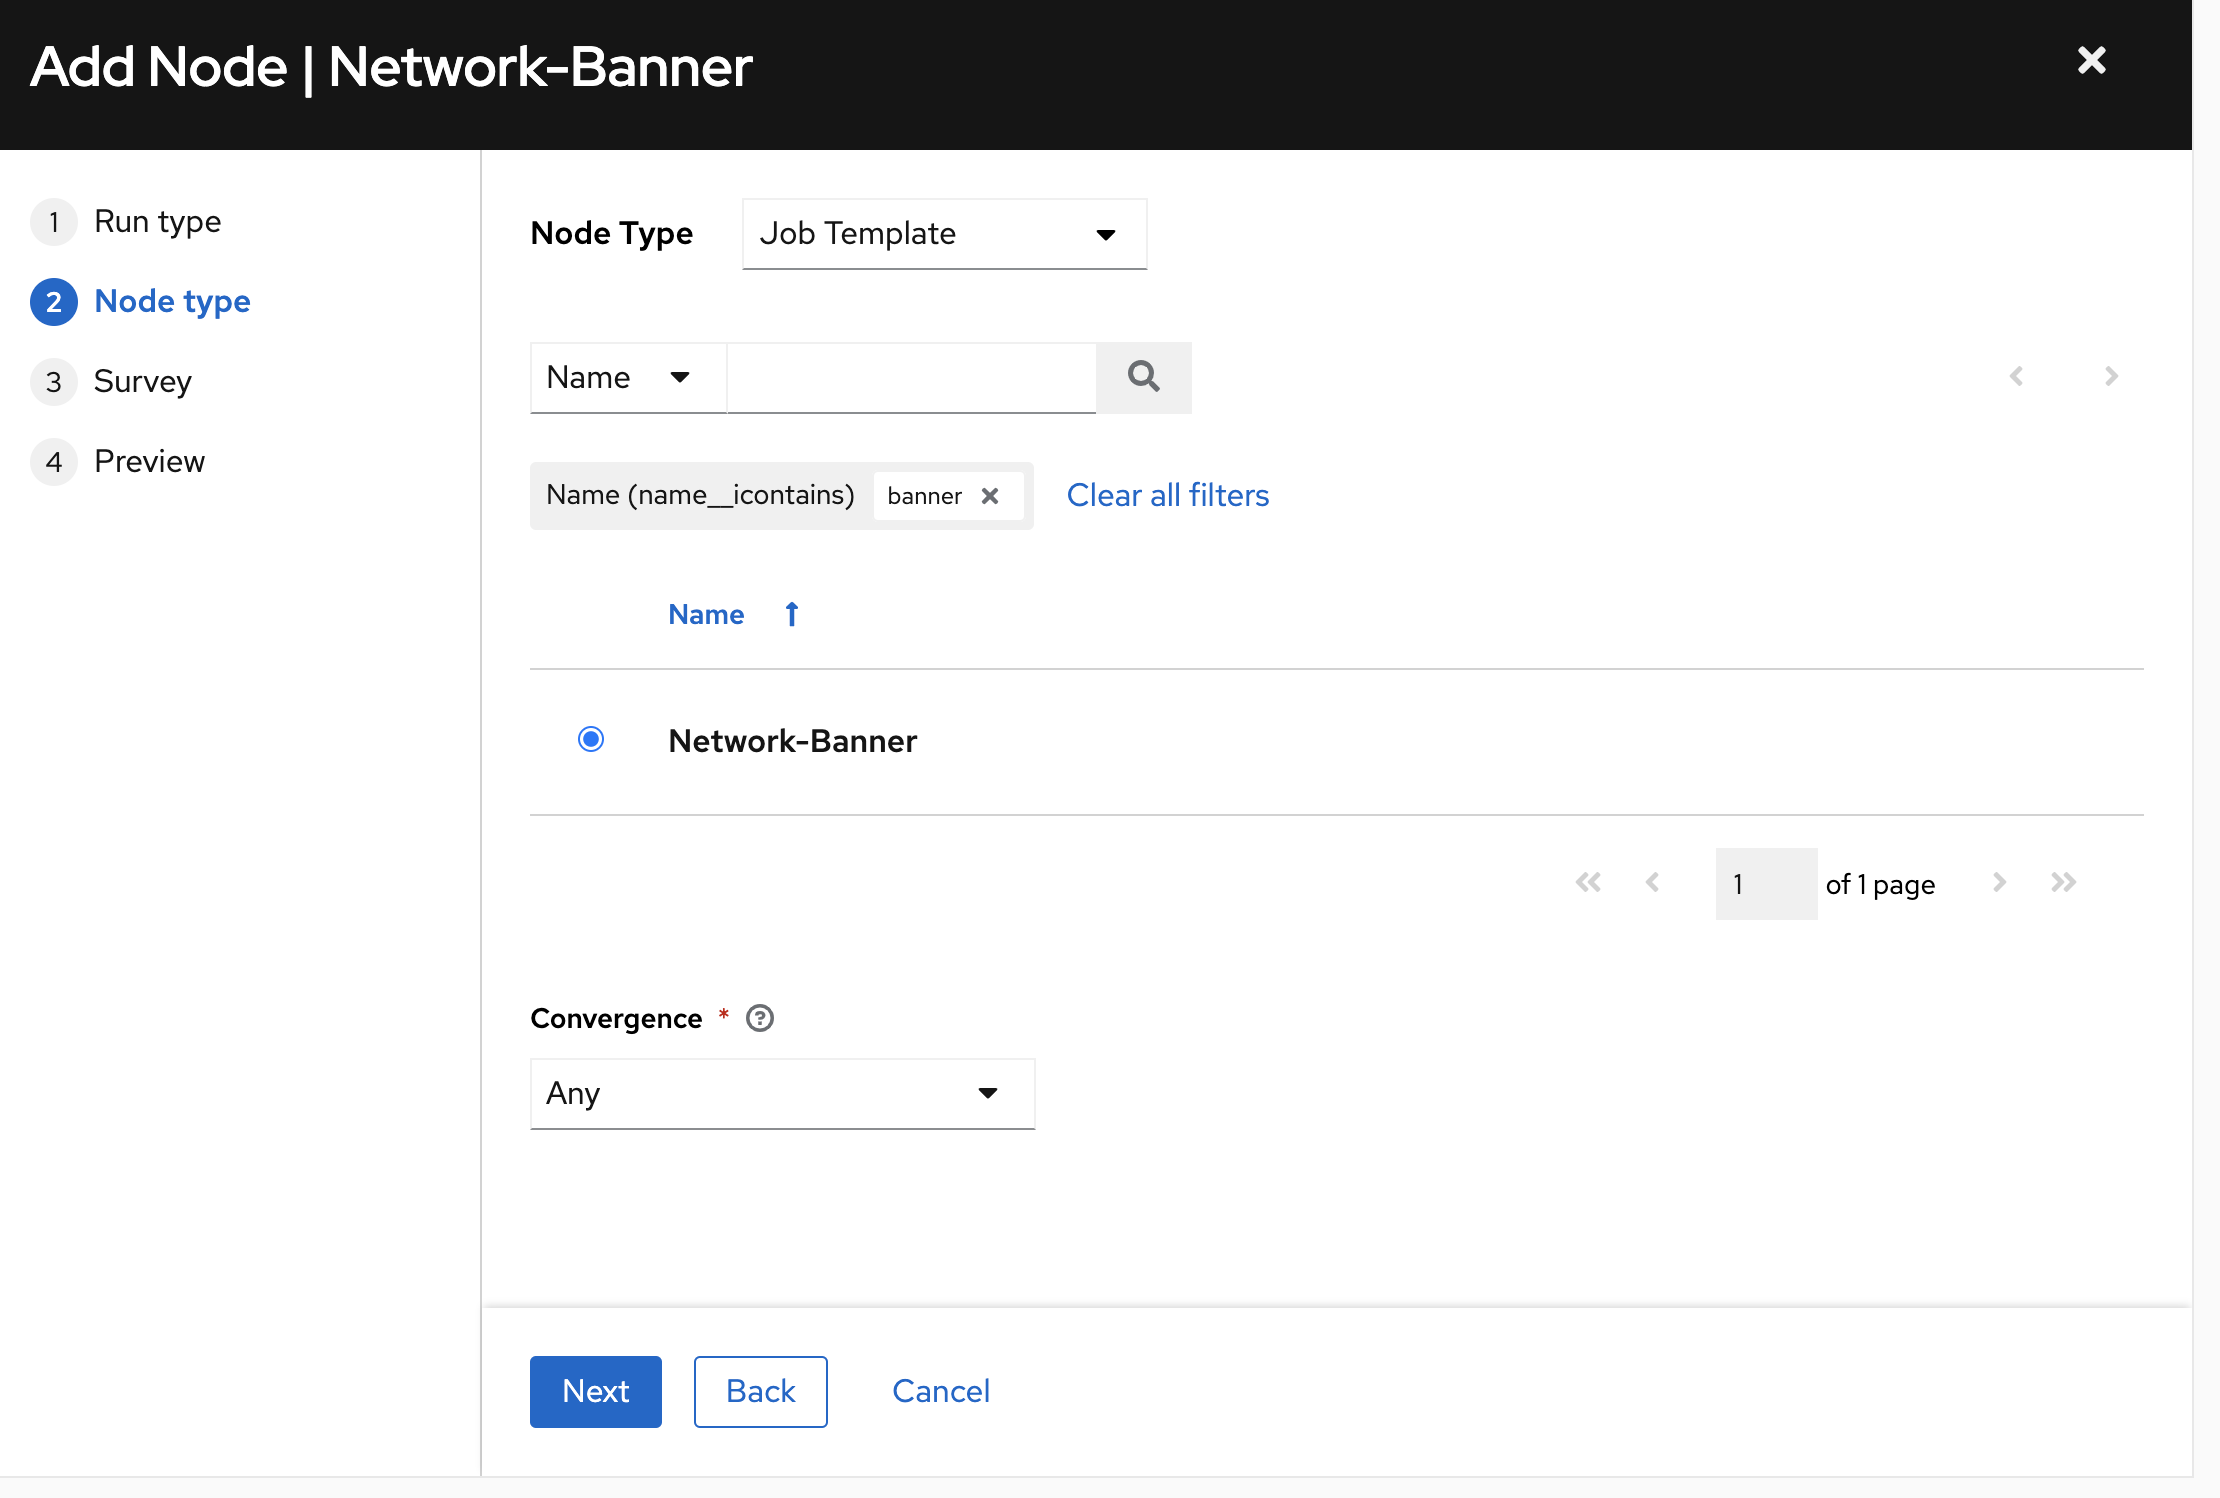 Add Node | Network-Banner
1 Run type
2 Node type
3 Survey
4 Preview
Node Type Job Template
Name
Name (name__icontains) banner Clear all filters
Name
Network-Banner
1 of 1 page
Convergence *
Any
Next Back Cancel